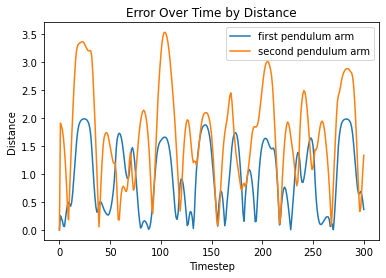 Error Over Time by Distance
first pendulum arm
second pendulum arm
Distance
3.5
3.0
2.5
2.0
1.5
1.0
0.5
0.0
0 50 100 150 200 250 300
Timestep